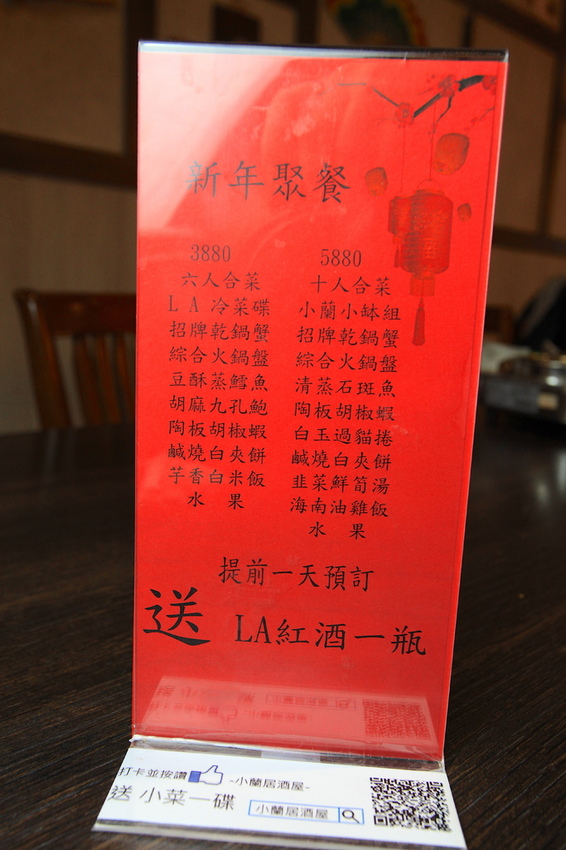 新年聚餐
3880
六人合菜
LA 冷菜碟
招牌乾鍋蟹
綜合火鍋盤
豆酥蒸鱈魚
胡麻九孔鮑
陶板胡椒蝦
鹹燒白夾餅
芋香白米飯
水果
5880
十人合菜
小蘭小缽組
招牌乾鍋蟹
綜合火鍋盤
清蒸石斑魚
陶板胡椒蝦
白玉過貓捲
鹹燒白夾餅
韭菜鮮筍湯
海南油雞飯
水果
提前一天預訂
送 LA紅酒一瓶
打卡並按讚 -小蘭居酒屋-
送 小菜一碟 小蘭居酒屋